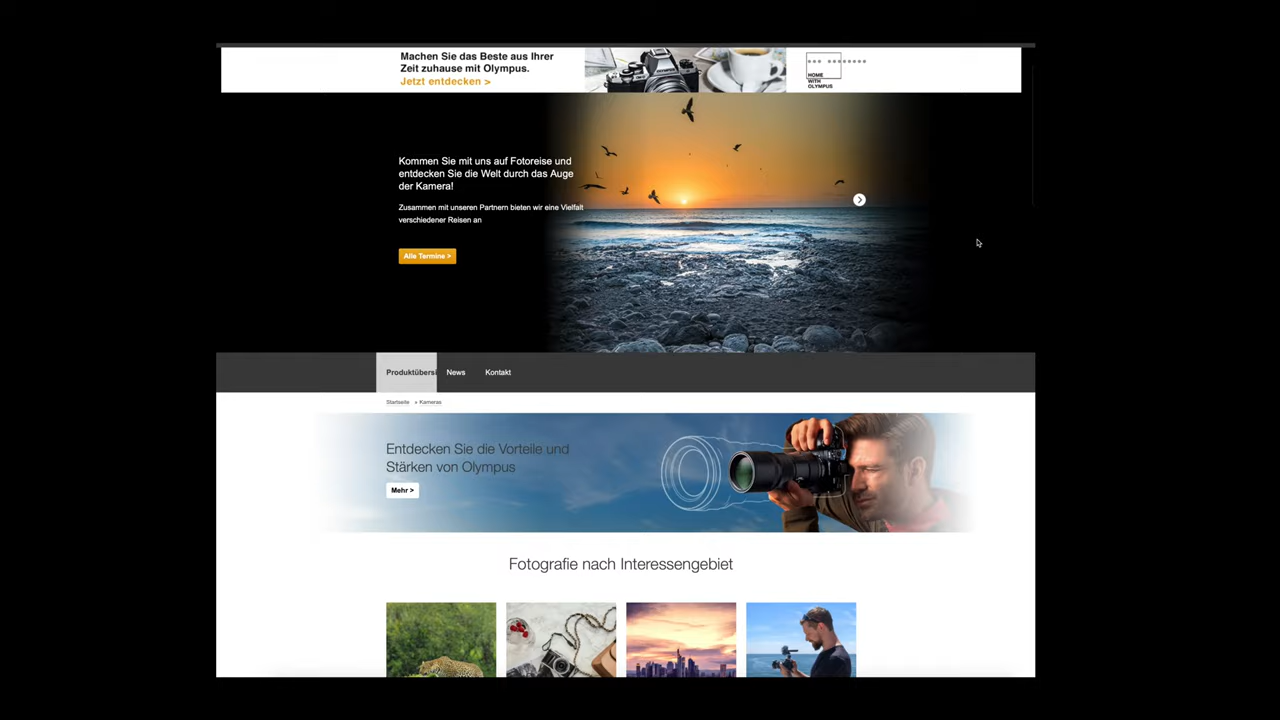 Machen Sie das Beste aus Ihrer
Zeit zuhause mit Olympus.
Jetzt entdecken >
HOME
WITH
OLYMPUS
Kommen Sie mit uns auf Fotoreise und
entdecken Sie die Welt durch das Auge
der Kamera!
Zusammen mit unseren Partnern bieten wir eine Vielfalt
verschiedener Reisen an
Alle Termine >
Produktübersi News Kontakt
Startseite » Kameras
Entdecken Sie die Vorteile und
Stärken von Olympus
Mehr >
Fotografie nach Interessengebiet